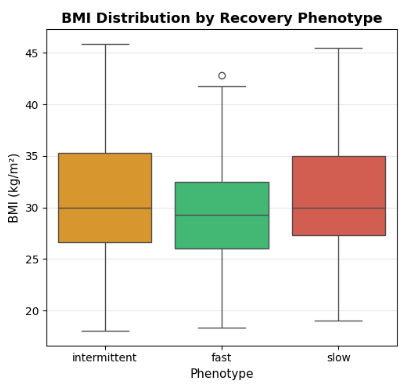 BMI Distribution by Recovery Phenotype
BMI (kg/m²)
45
40
35
30
25
20
intermittent fast slow
Phenotype